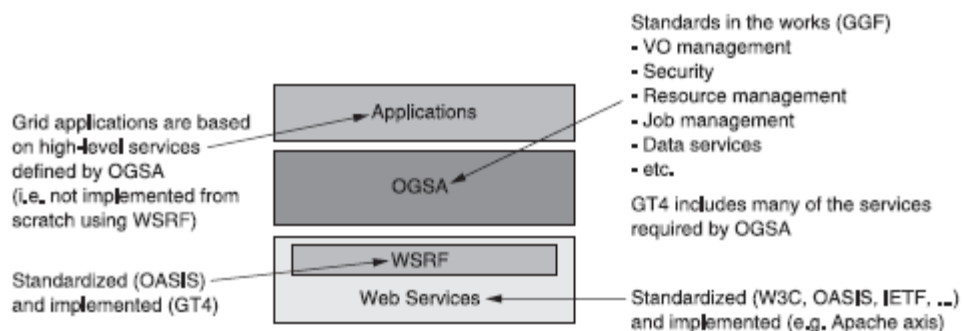 Standards in the works (GGF)
- VO management
- Security
- Resource management
- Job management
- Data services
- etc.
GT4 includes many of the services
required by OGSA
Applications
Grid applications are based
on high-level services
defined by OGSA
(i.e. not implemented from
scratch using WSRF)
OGSA
WSRF
Web Services
Standardized (OASIS)
and implemented (GT4)
Standardized (W3C, OASIS, IETF, ...)
and implemented (e.g. Apache axis)